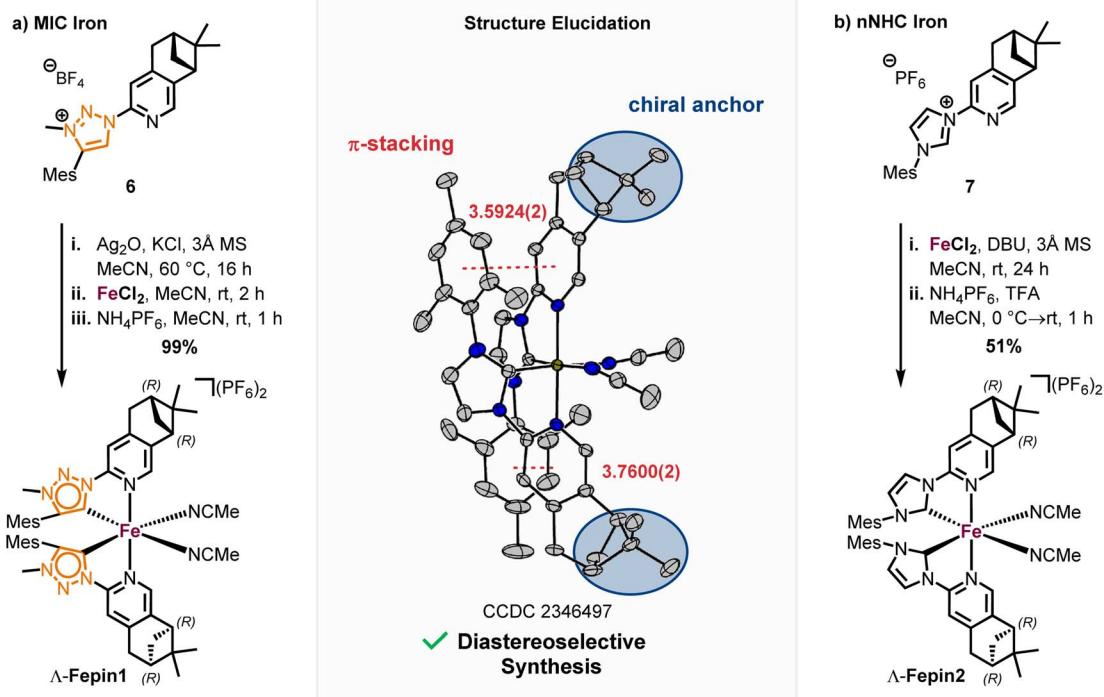 a) MIC Iron
⊖
BF4
⊕
N
N
N
N
Mes
6
i. Ag2O, KCl, 3Å MS
MeCN, 60 °C, 16 h
ii. FeCl2, MeCN, rt, 2 h
iii. NH4PF6, MeCN, rt, 1 h
99%
(R)
(PF6)2
(R)
N
N
N
N
Mes
NCMe
Fe
Mes
NCMe
N
N
N
N
(R)
(R)
Λ-Fepin1
Structure Elucidation
chiral anchor
π-stacking
3.5924(2)
3.7600(2)
CCDC 2346497
Diastereoselective
Synthesis
b) nNHC Iron
⊖
PF6
⊕
N
N
N
Mes
7
i. FeCl2, DBU, 3Å MS
MeCN, rt, 24 h
ii. NH4PF6, TFA
MeCN, 0 °C→rt, 1 h
51%
(R)
(PF6)2
(R)
N
N
N
Mes
NCMe
Fe
Mes
NCMe
N
N
N
(R)
(R)
Λ-Fepin2